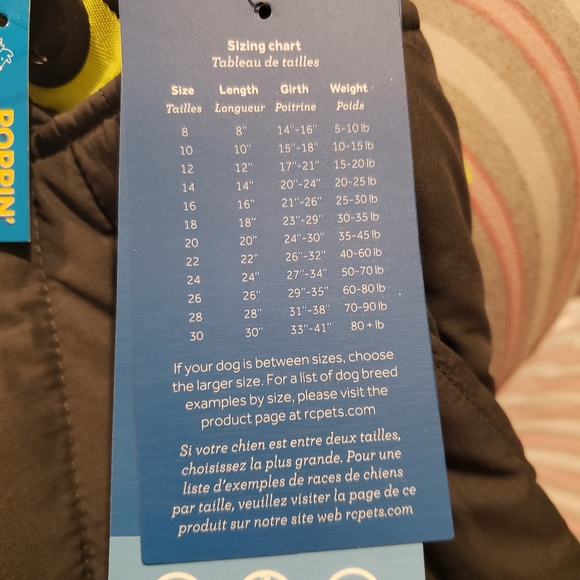 POPPIN'
Sizing chart
Tableau de tailles
Size Length Girth Weight
Tailles Longueur Poitrine Poids
8 8" 14"-16" 5-10 lb
10 10" 15"-18" 10-15 lb
12 12" 17"-21" 15-20 lb
14 14" 20"-24" 20-25 lb
16 16" 21"-26" 25-30 lb
18 18" 23"-29" 30-35 lb
20 20" 24"-30" 35-45 lb
22 22" 26"-32" 40-60 lb
24 24" 27"-34" 50-70 lb
26 26" 29"-35" 60-80 lb
28 28" 31"-38" 70-90 lb
30 30" 33"-41" 80 + lb
If your dog is between sizes, choose
the larger size. For a list of dog breed
examples by size, please visit the
product page at rcpets.com
Si votre chien est entre deux tailles,
choisissez la plus grande. Pour une
liste d'exemples de races de chiens
par taille, veuillez visiter la page de ce
produit sur notre site web rcpets.com